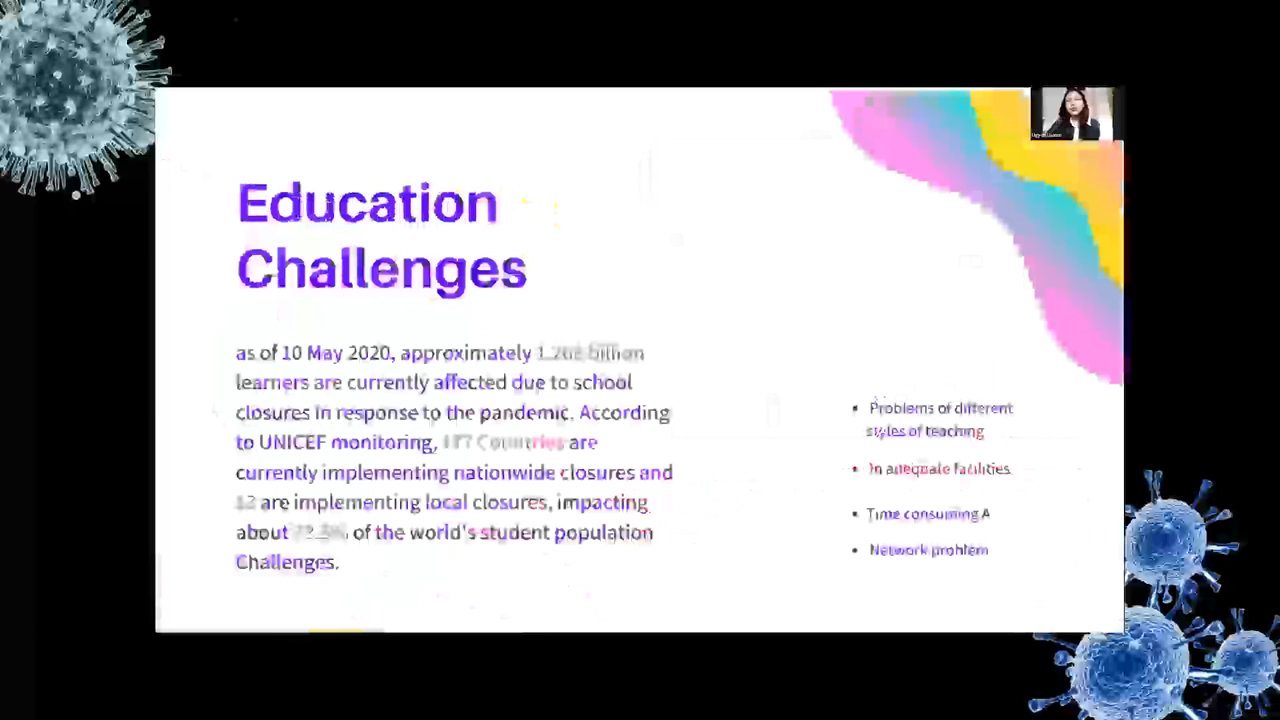 Education
Challenges
as of 10 May 2020, approximately billion
learners are currently affected due to school
closures in response to the pandemic. According
to UNICEF monitoring, Countries are
currently implementing nationwide closures and
are implementing local closures, impacting
about of the world's student population
Challenges.
• Problems of different
styles of teaching
• In adequate facilities
• Time consuming A
• Network problem